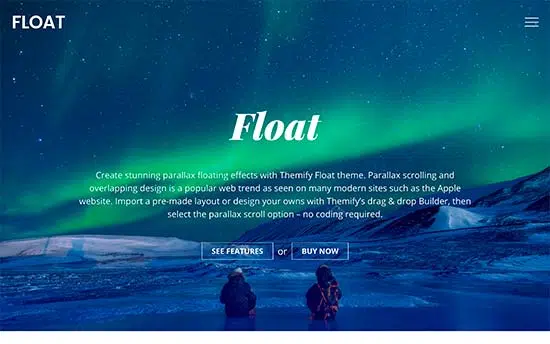 FLOAT
Float
Create stunning parallax floating effects with Themify Float theme. Parallax scrolling and
overlapping design is a popular web trend as seen on many modern sites such as the Apple
website. Import a pre-made layout or design your owns with Themify's drag & drop Builder, then
select the parallax scroll option – no coding required.
SEE FEATURES or BUY NOW